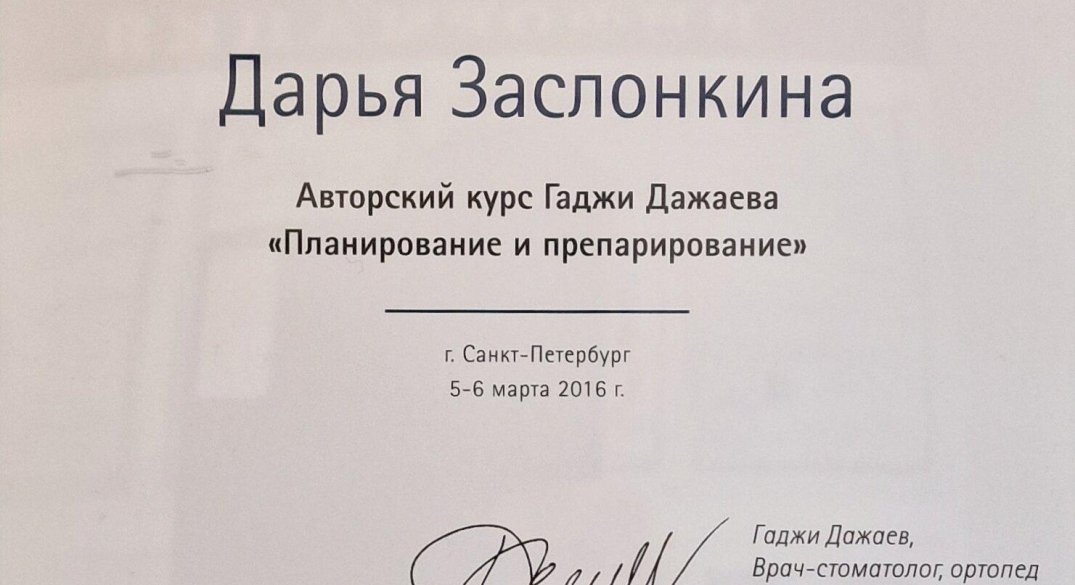 Дарья Заслонкина
Авторский курс Гаджи Дажаева
«Планирование и препарирование»
г. Санкт-Петербург
5-6 марта 2016 г.
Гаджи Дажаев,
Врач-стоматолог, ортопед